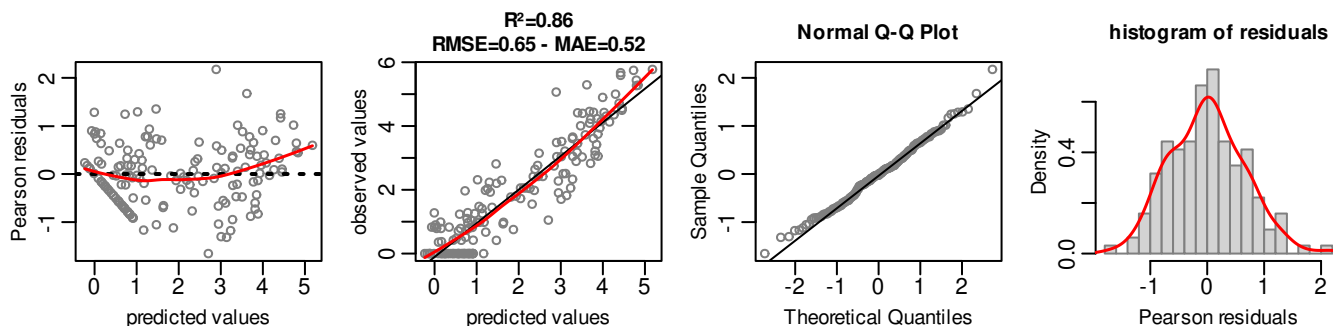 Pearson residuals
2
1
0
-1
0 1 2 3 4 5
predicted values
R²=0.86
RMSE=0.65 - MAE=0.52
observed values
6
4
2
0
0 1 2 3 4 5
predicted values
Normal Q-Q Plot
Sample Quantiles
2
1
0
-1
-2 -1 0 1 2
Theoretical Quantiles
histogram of residuals
Density
0.4
0.0
-1 0 1 2
Pearson residuals